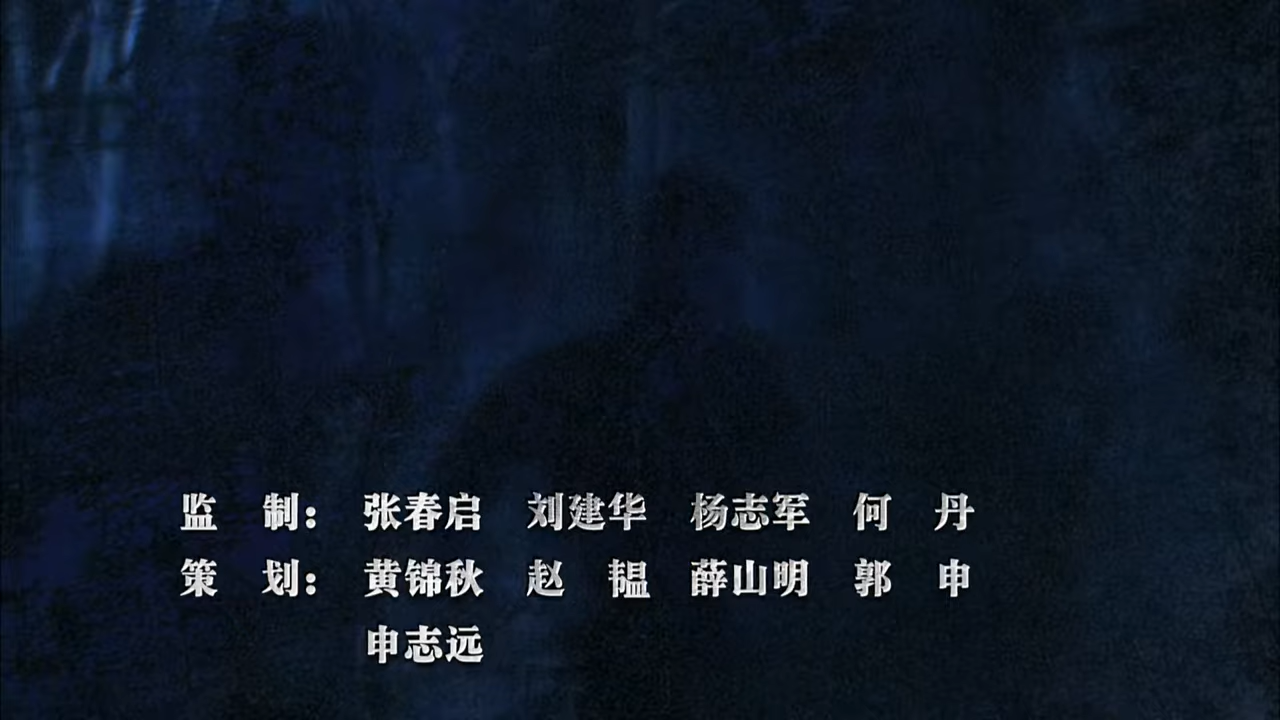 监 制： 张春启 刘建华 杨志军 何 丹
策 划： 黄锦秋 赵 韫 薛山明 郭 申
申志远